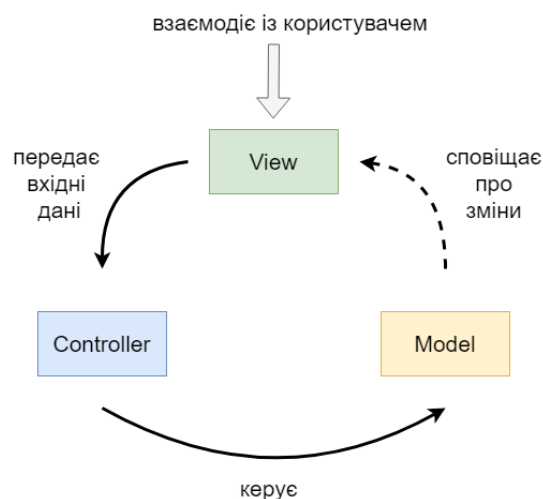 взаємодіє із користувачем
View
передає
вхідні
дані
сповіщає
про
зміни
Controller
Model
керує